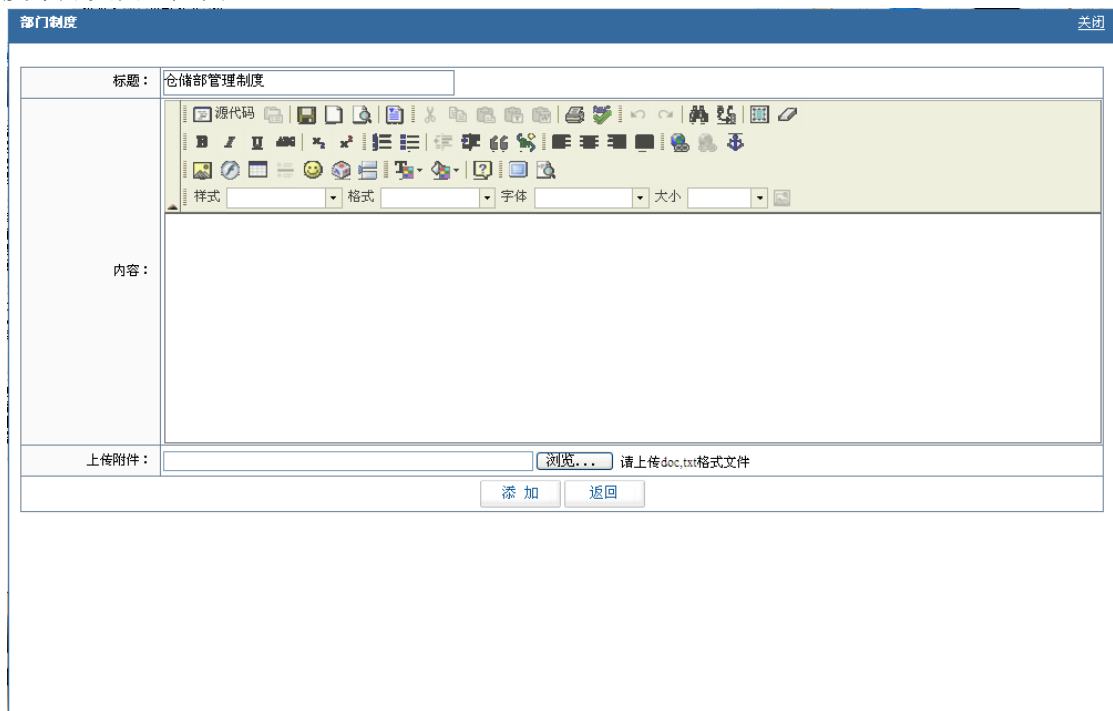 部门制度 关闭
标题： 仓储部管理制度
源代码
样式 格式 字体 大小
内容：
上传附件： 浏览... 请上传doc,txt格式文件
添 加 返回